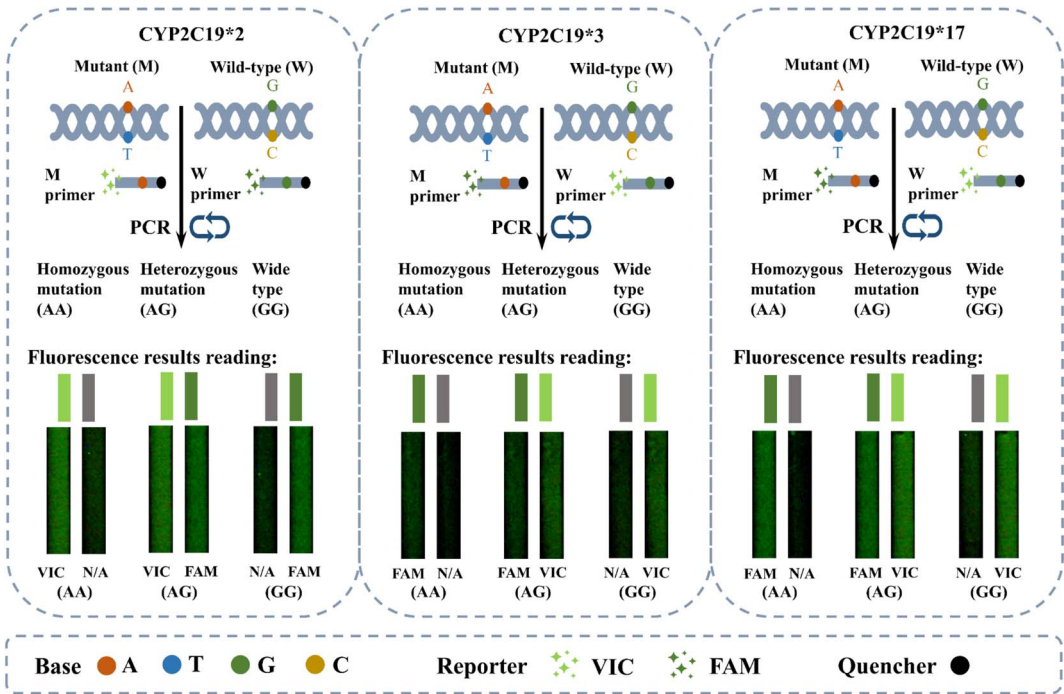 CYP2C19*2
Mutant (M)
Wild-type (W)
A
G
T
C
M
primer
W
primer
PCR
Homozygous
mutation
(AA)
Heterozygous
mutation
(AG)
Wide
type
(GG)
Fluorescence results reading:
VIC N/A
(AA)
VIC FAM
(AG)
N/A FAM
(GG)
CYP2C19*3
Mutant (M)
Wild-type (W)
A
G
T
C
M
primer
W
primer
PCR
Homozygous
mutation
(AA)
Heterozygous
mutation
(AG)
Wide
type
(GG)
Fluorescence results reading:
FAM N/A
(AA)
FAM VIC
(AG)
N/A VIC
(GG)
CYP2C19*17
Mutant (M)
Wild-type (W)
A
G
T
C
M
primer
W
primer
PCR
Homozygous
mutation
(AA)
Heterozygous
mutation
(AG)
Wide
type
(GG)
Fluorescence results reading:
FAM N/A
(AA)
FAM VIC
(AG)
N/A VIC
(GG)
Base A T G C Reporter VIC FAM Quencher